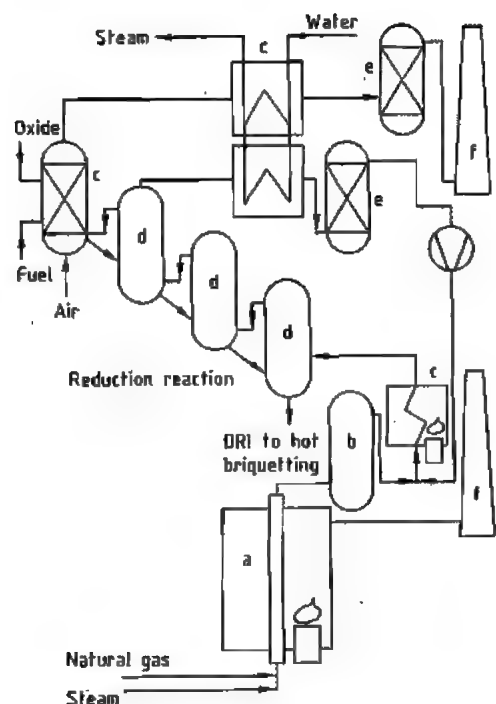 Steam
Water
c
e
Oxide
c
f
e
d
Fuel
Air
d
d
Reduction reaction
c
DRI to hot
briquetting
b
f
a
Natural gas
Steam